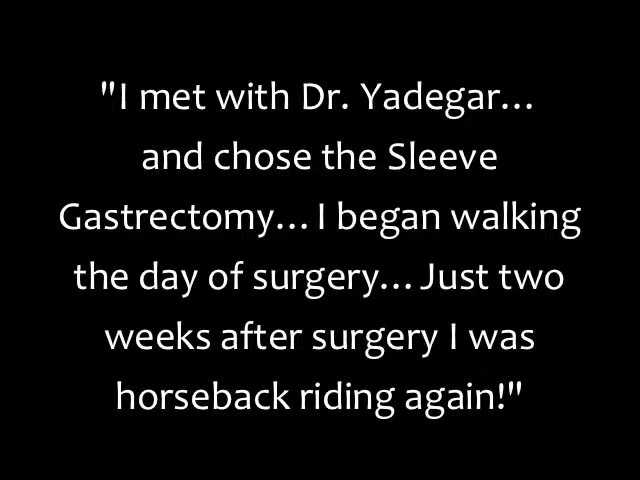 "I met with Dr. Yadegar…
and chose the Sleeve
Gastrectomy…I began walking
the day of surgery…Just two
weeks after surgery I was
horseback riding again!"